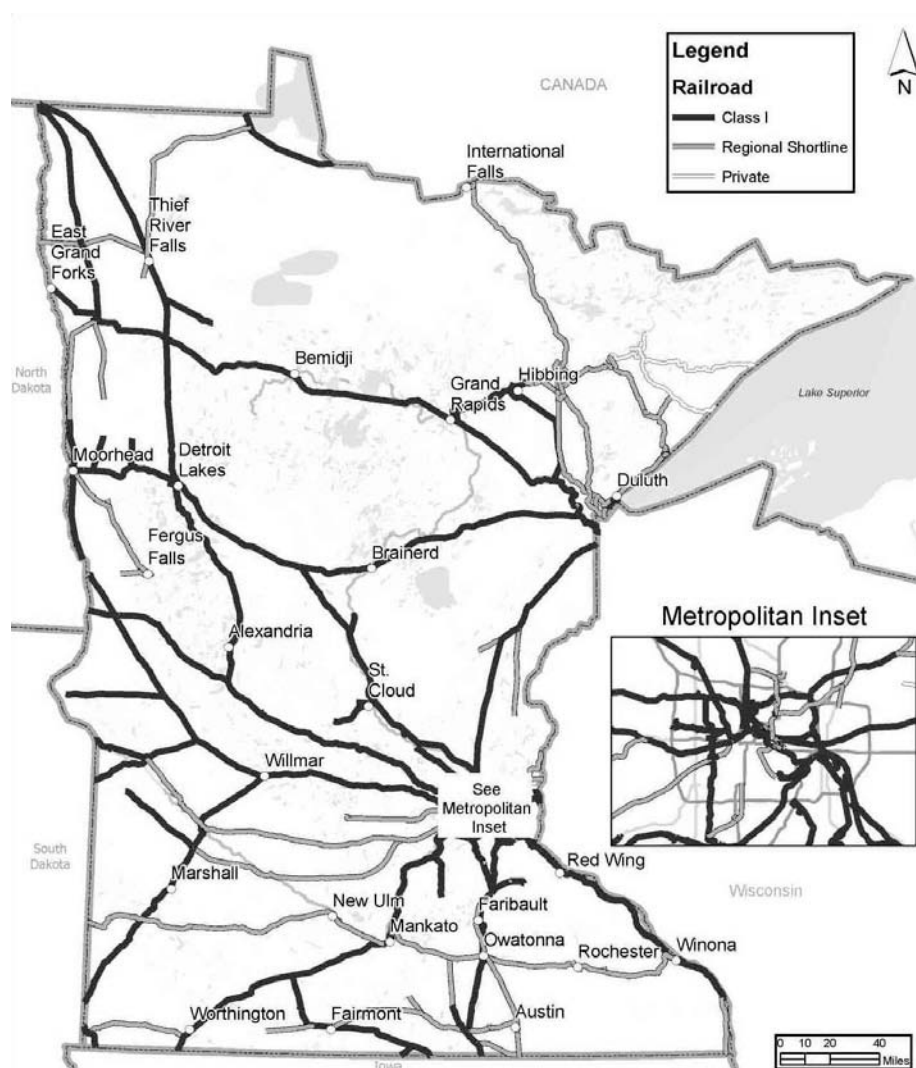 Legend
Railroad
Class I
Regional Shortline
Private
N
CANADA
International
Falls
Thief
River
Falls
East
Grand
Forks
North
Dakota
Bemidji
Grand
Rapids
Hibbing
Lake Superior
Moorhead
Detroit
Lakes
Duluth
Fergus
Falls
Brainerd
Metropolitan Inset
Alexandria
St.
Cloud
Willmar
See
Metropolitan
Inset
South
Dakota
Marshall
Red Wing
Wisconsin
New Ulm
Mankato
Faribault
Owatonna
Rochester
Winona
Worthington
Fairmont
Austin
Iowa
0 10 20 40
Miles